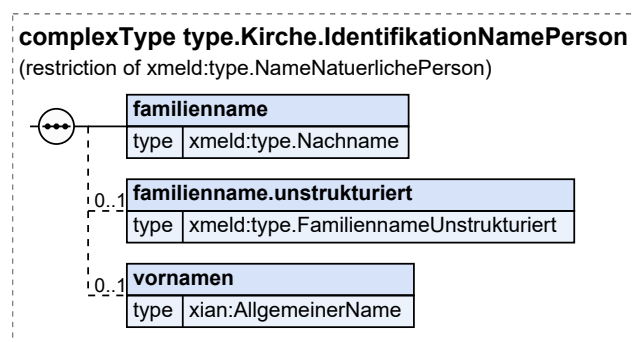 complexType type.Kirche.IdentifikationNamePerson
(restriction of xmeld:type.NameNatuerlichePerson)
familienname
type xmeld:type.Nachname
0..1 familienname.unstrukturiert
type xmeld:type.FamiliennameUnstrukturiert
0..1 vornamen
type xian:AllgemeinerName